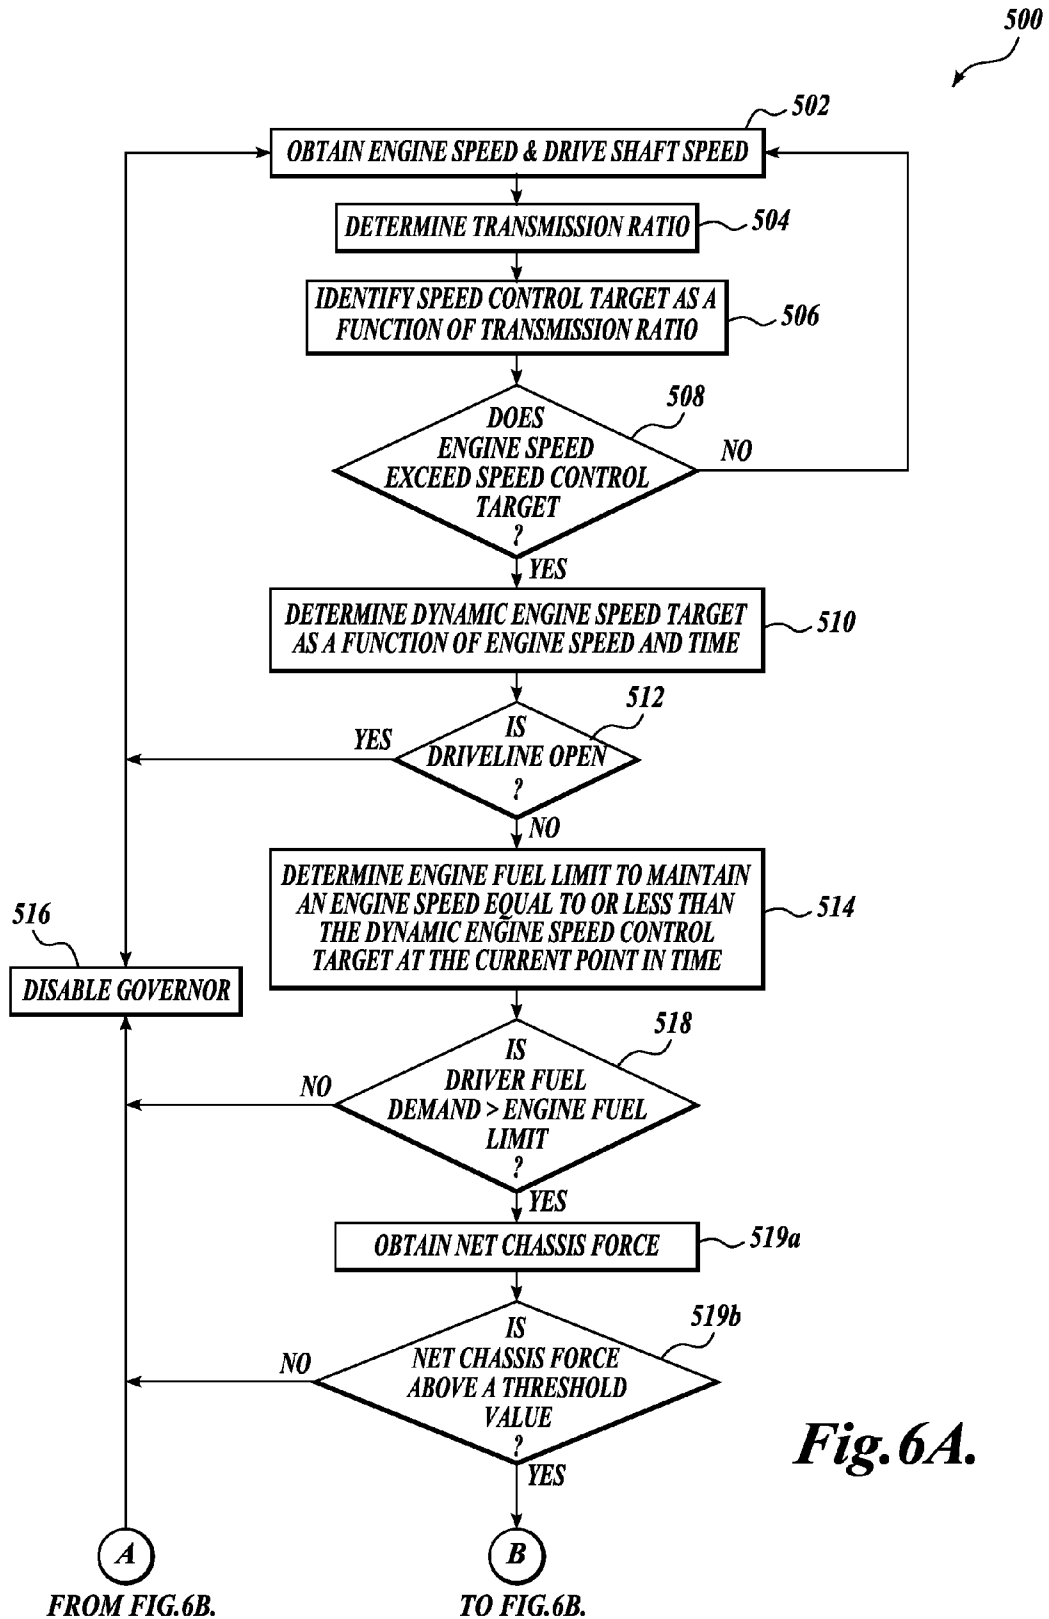 500
502
OBTAIN ENGINE SPEED & DRIVE SHAFT SPEED
DETERMINE TRANSMISSION RATIO
504
IDENTIFY SPEED CONTROL TARGET AS A
FUNCTION OF TRANSMISSION RATIO
506
508
DOES
ENGINE SPEED
EXCEED SPEED CONTROL
TARGET
?
NO
YES
DETERMINE DYNAMIC ENGINE SPEED TARGET
AS A FUNCTION OF ENGINE SPEED AND TIME
510
512
IS
DRIVELINE OPEN
?
YES
NO
DETERMINE ENGINE FUEL LIMIT TO MAINTAIN
AN ENGINE SPEED EQUAL TO OR LESS THAN
THE DYNAMIC ENGINE SPEED CONTROL
TARGET AT THE CURRENT POINT IN TIME
514
516
DISABLE GOVERNOR
518
IS
DRIVER FUEL
DEMAND > ENGINE FUEL
LIMIT
?
NO
YES
OBTAIN NET CHASSIS FORCE
519a
519b
IS
NET CHASSIS FORCE
ABOVE A THRESHOLD
VALUE
?
NO
YES
Fig.6A.
A
FROM FIG.6B.
B
TO FIG.6B.